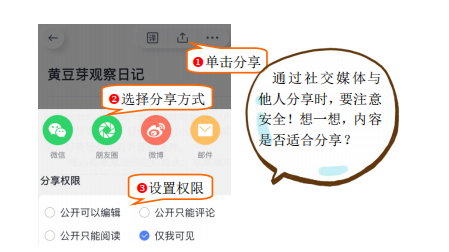 译
❶单击分享
黄豆芽观察日记
❷选择分享方式
微信 朋友圈 微博 邮件
分享权限
❸设置权限
公开可以编辑 公开只能评论
公开只能阅读 仅我可见
通过社交媒体与
他人分享时，要注意
安全！想一想，内容
是否适合分享？